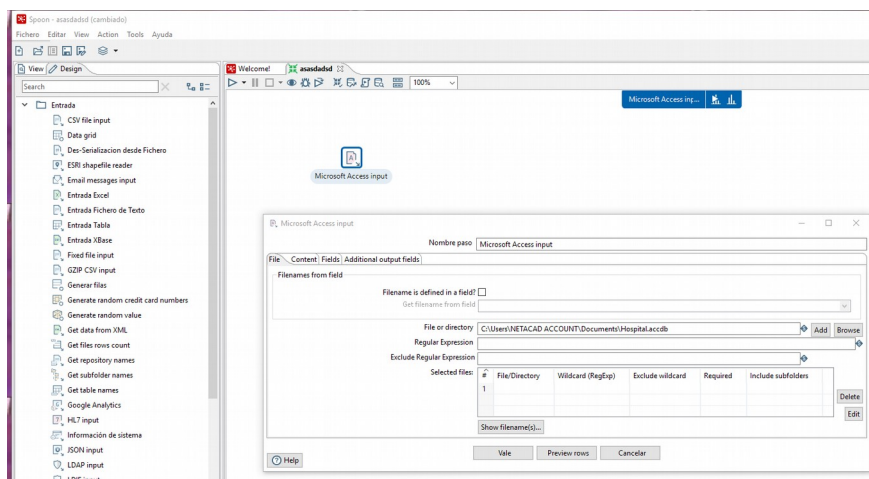 Spoon - asasdadsd (cambiado)
Fichero Editar View Action Tools Ayuda
View Design
Search
Entrada
CSV file input
Data grid
Des-Serializacion desde Fichero
ESRI shapefile reader
Email messages input
Entrada Excel
Entrada Fichero de Texto
Entrada Tabla
Entrada XBase
Fixed file input
GZIP CSV input
Generar filas
Generate random credit card numbers
Generate random value
Get data from XML
Get files rows count
Get repository names
Get subfolder names
Get table names
Google Analytics
HL7 input
Información de sistema
JSON input
LDAP input
Welcome! asasdadsd
100%
Microsoft Access inp...
Microsoft Access input
Microsoft Access input
Nombre paso Microsoft Access input
File Content Fields Additional output fields
Filenames from field
Filename is defined in a field?
Get filename from field
File or directory C:\Users\NETACAD ACCOUNT\Documents\Hospital.accdb Add Browse
Regular Expression
Exclude Regular Expression
Selected files: # File/Directory Wildcard (RegExp) Exclude wildcard Required Include subfolders
1
Delete
Edit
Show filename(s)...
Help Vale Preview rows Cancelar